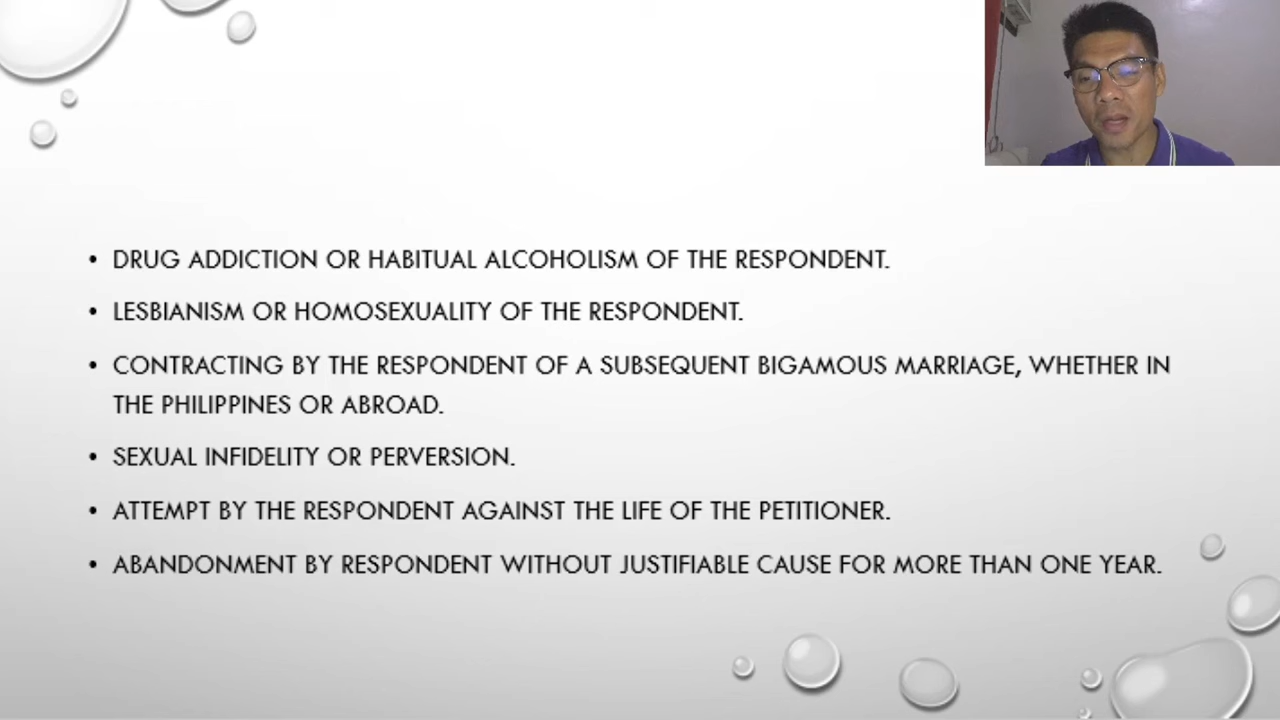 • DRUG ADDICTION OR HABITUAL ALCOHOLISM OF THE RESPONDENT.
• LESBIANISM OR HOMOSEXUALITY OF THE RESPONDENT.
• CONTRACTING BY THE RESPONDENT OF A SUBSEQUENT BIGAMOUS MARRIAGE, WHETHER IN
THE PHILIPPINES OR ABROAD.
• SEXUAL INFIDELITY OR PERVERSION.
• ATTEMPT BY THE RESPONDENT AGAINST THE LIFE OF THE PETITIONER.
• ABANDONMENT BY RESPONDENT WITHOUT JUSTIFIABLE CAUSE FOR MORE THAN ONE YEAR.